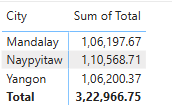 City Sum of Total
Mandalay 1,06,197.67
Naypyitaw 1,10,568.71
Yangon 1,06,200.37
Total 3,22,966.75